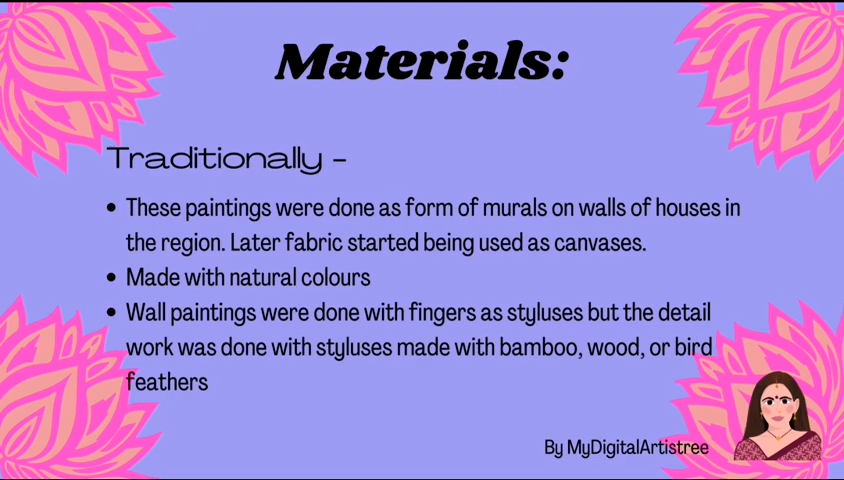 Materials:
Traditionally -
• These paintings were done as form of murals on walls of houses in
the region. Later fabric started being used as canvases.
• Made with natural colours
• Wall paintings were done with fingers as styluses but the detail
work was done with styluses made with bamboo, wood, or bird
feathers
By MyDigitalArtistree